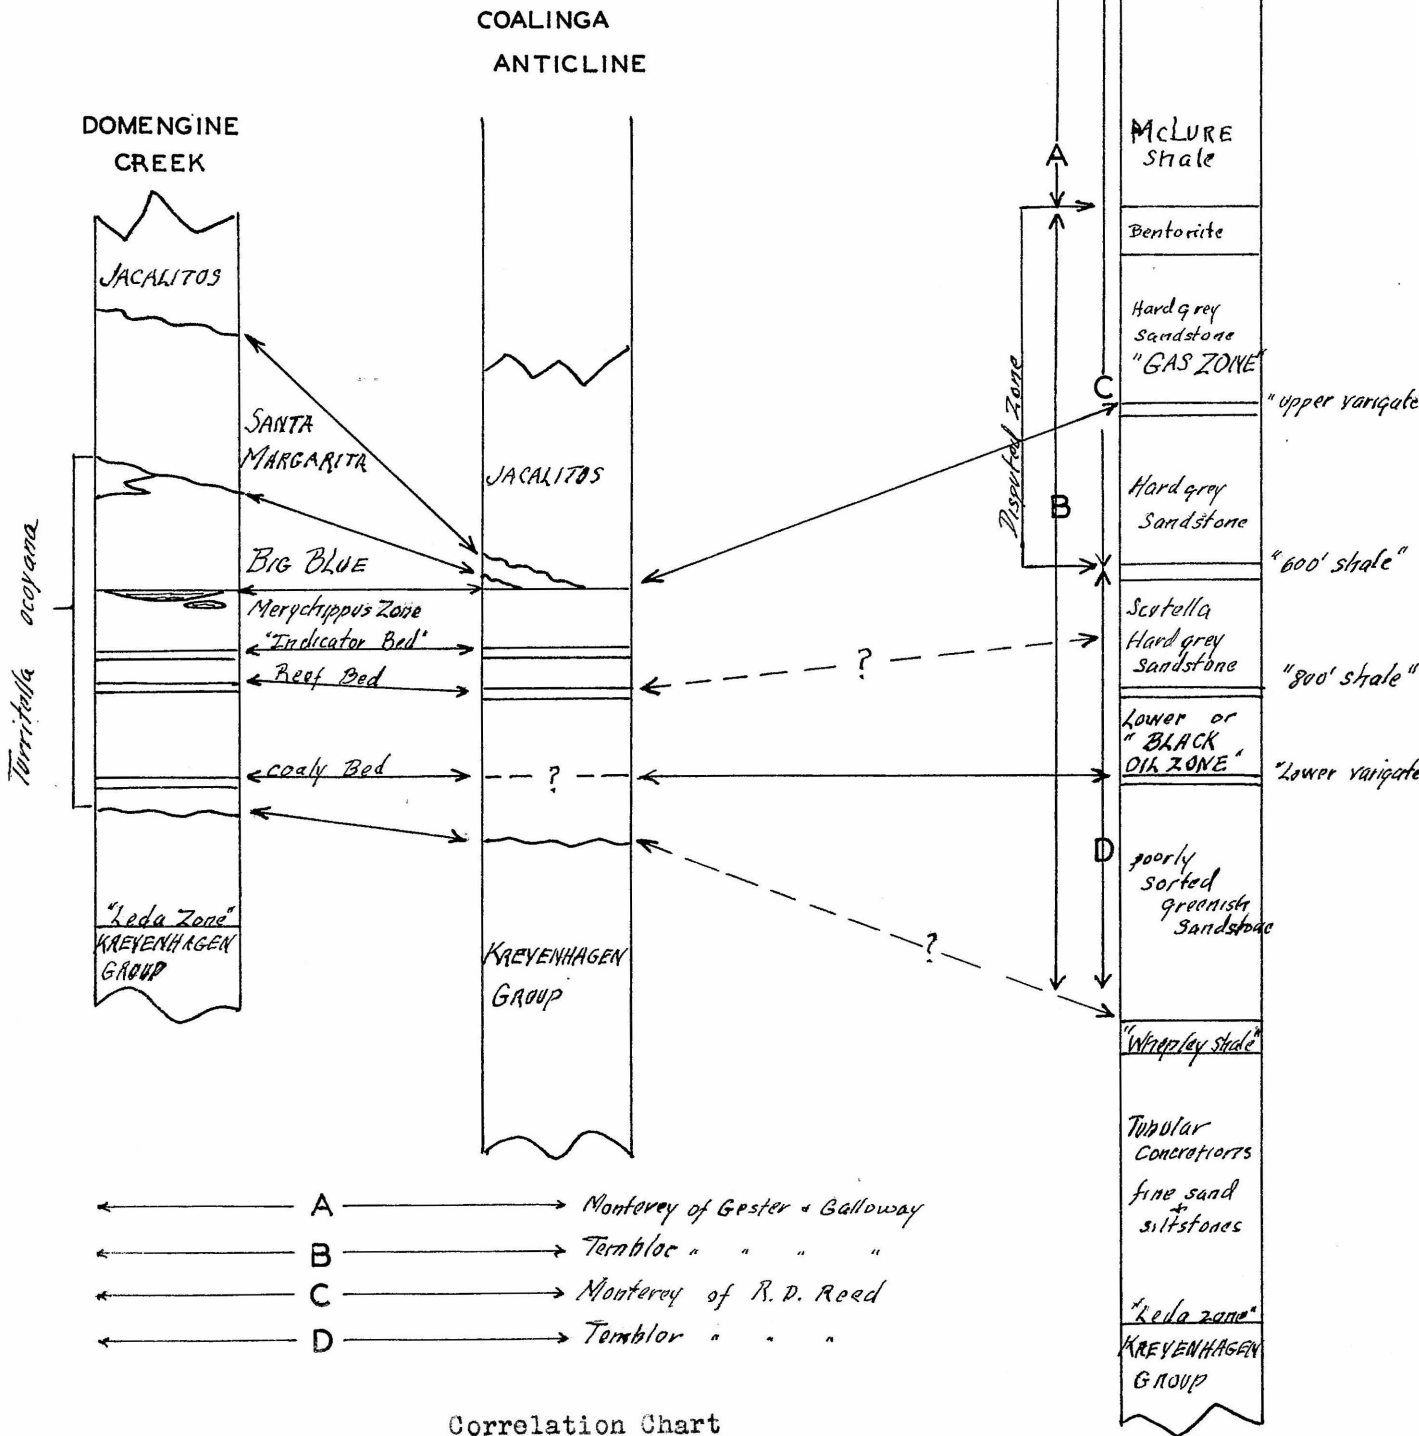 COALINGA
ANTICLINE
DOMENGINE
CREEK
JACALITOS
SANTA
MARGARITA
BIG BLUE
Merychippus Zone
"Indicator Bed"
Reef Bed
coaly Bed
Turritella ocoyana
"Leda Zone"
KREYENHAGEN
GROUP
JACALITOS
?
KREYENHAGEN
GROUP
?
?
A
B
C
D
Disputed Zone
McLURE
Shale
Bentonite
Hard grey
Sandstone
"GAS ZONE"
"upper varigate
Hard grey
Sandstone
"600' shale"
Scutella
Hard grey
Sandstone
"800' shale"
Lower or
"BLACK
OIL ZONE"
"Lower varigate
poorly
Sorted
greenish
Sandstone
"Whepley shale"
Tubular
Concretions
fine sand
+
siltstones
"Leda zone"
KREYENHAGEN
GROUP
A Monterey of Gester & Galloway
B Temblor " " " "
C Monterey of R. D. Reed
D Temblor " " "
Correlation Chart